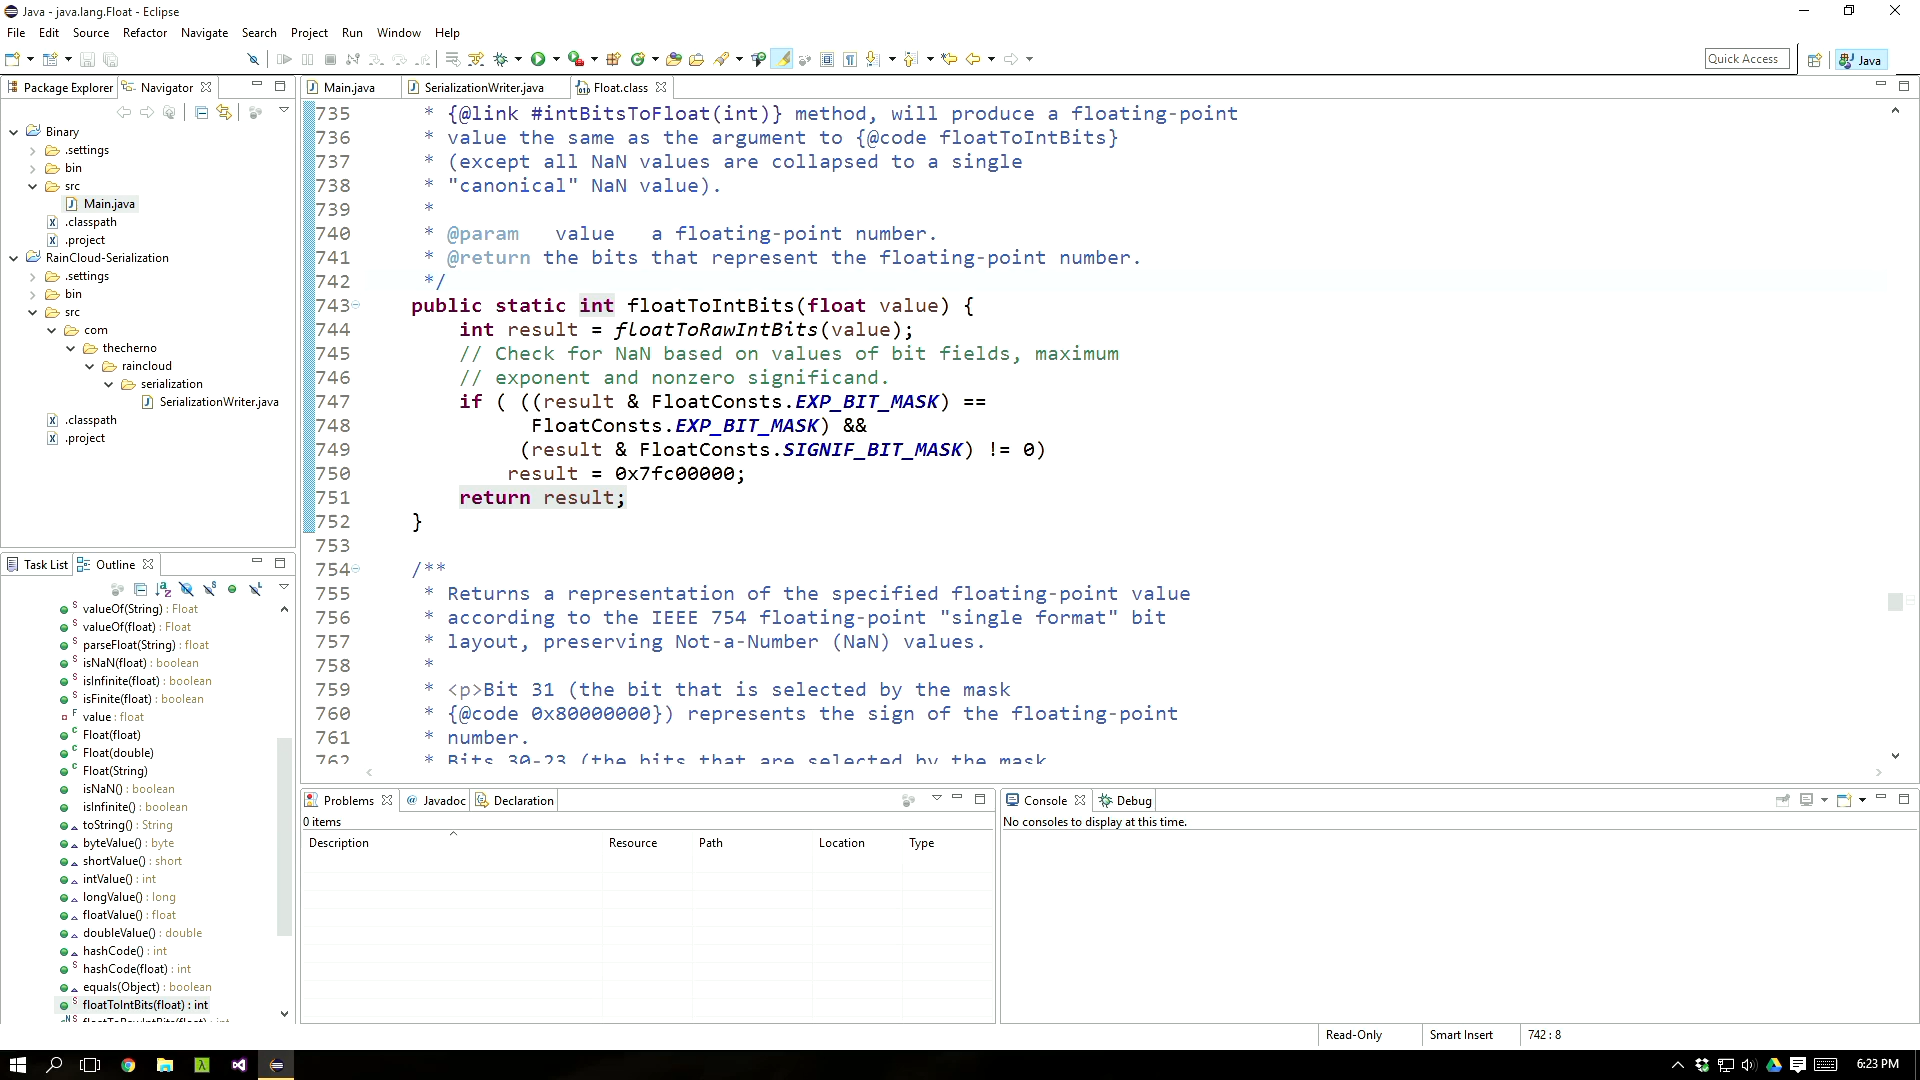 Java - java.lang.Float - Eclipse
File Edit Source Refactor Navigate Search Project Run Window Help
Quick Access
Java
Package Explorer Navigator
Main.java SerializationWriter.java Float.class
Binary
.settings
bin
src
Main.java
.classpath
.project
RainCloud-Serialization
.settings
bin
src
com
thecherno
raincloud
serialization
SerializationWriter.java
.classpath
.project
735 * {@link #intBitsToFloat(int)} method, will produce a floating-point
736 * value the same as the argument to {@code floatToIntBits}
737 * (except all NaN values are collapsed to a single
738 * "canonical" NaN value).
739 *
740 * @param value a floating-point number.
741 * @return the bits that represent the floating-point number.
742 */
743 public static int floatToIntBits(float value) {
744 int result = floatToRawIntBits(value);
745 // Check for NaN based on values of bit fields, maximum
746 // exponent and nonzero significand.
747 if ( ((result & FloatConsts.EXP_BIT_MASK) ==
748 FloatConsts.EXP_BIT_MASK) &&
749 (result & FloatConsts.SIGNIF_BIT_MASK) != 0)
750 result = 0x7fc00000;
751 return result;
752 }
753
754 /**
755 * Returns a representation of the specified floating-point value
756 * according to the IEEE 754 floating-point "single format" bit
757 * layout, preserving Not-a-Number (NaN) values.
758 *
759 * <p>Bit 31 (the bit that is selected by the mask
760 * {@code 0x80000000}) represents the sign of the floating-point
761 * number.
762 * Bits 30-23 (the bits that are selected by the mask
Task List Outline
valueOf(String) : Float
valueOf(float) : Float
parseFloat(String) : float
isNaN(float) : boolean
isInfinite(float) : boolean
isFinite(float) : boolean
value : float
Float(float)
Float(double)
Float(String)
isNaN() : boolean
isInfinite() : boolean
toString() : String
byteValue() : byte
shortValue() : short
intValue() : int
longValue() : long
floatValue() : float
doubleValue() : double
hashCode() : int
hashCode(float) : int
equals(Object) : boolean
floatToIntBits(float) : int
floatToRawIntBits(float) : int
Problems Javadoc Declaration
0 items
Description Resource Path Location Type
Console Debug
No consoles to display at this time.
Read-Only Smart Insert 742 : 8
6:23 PM